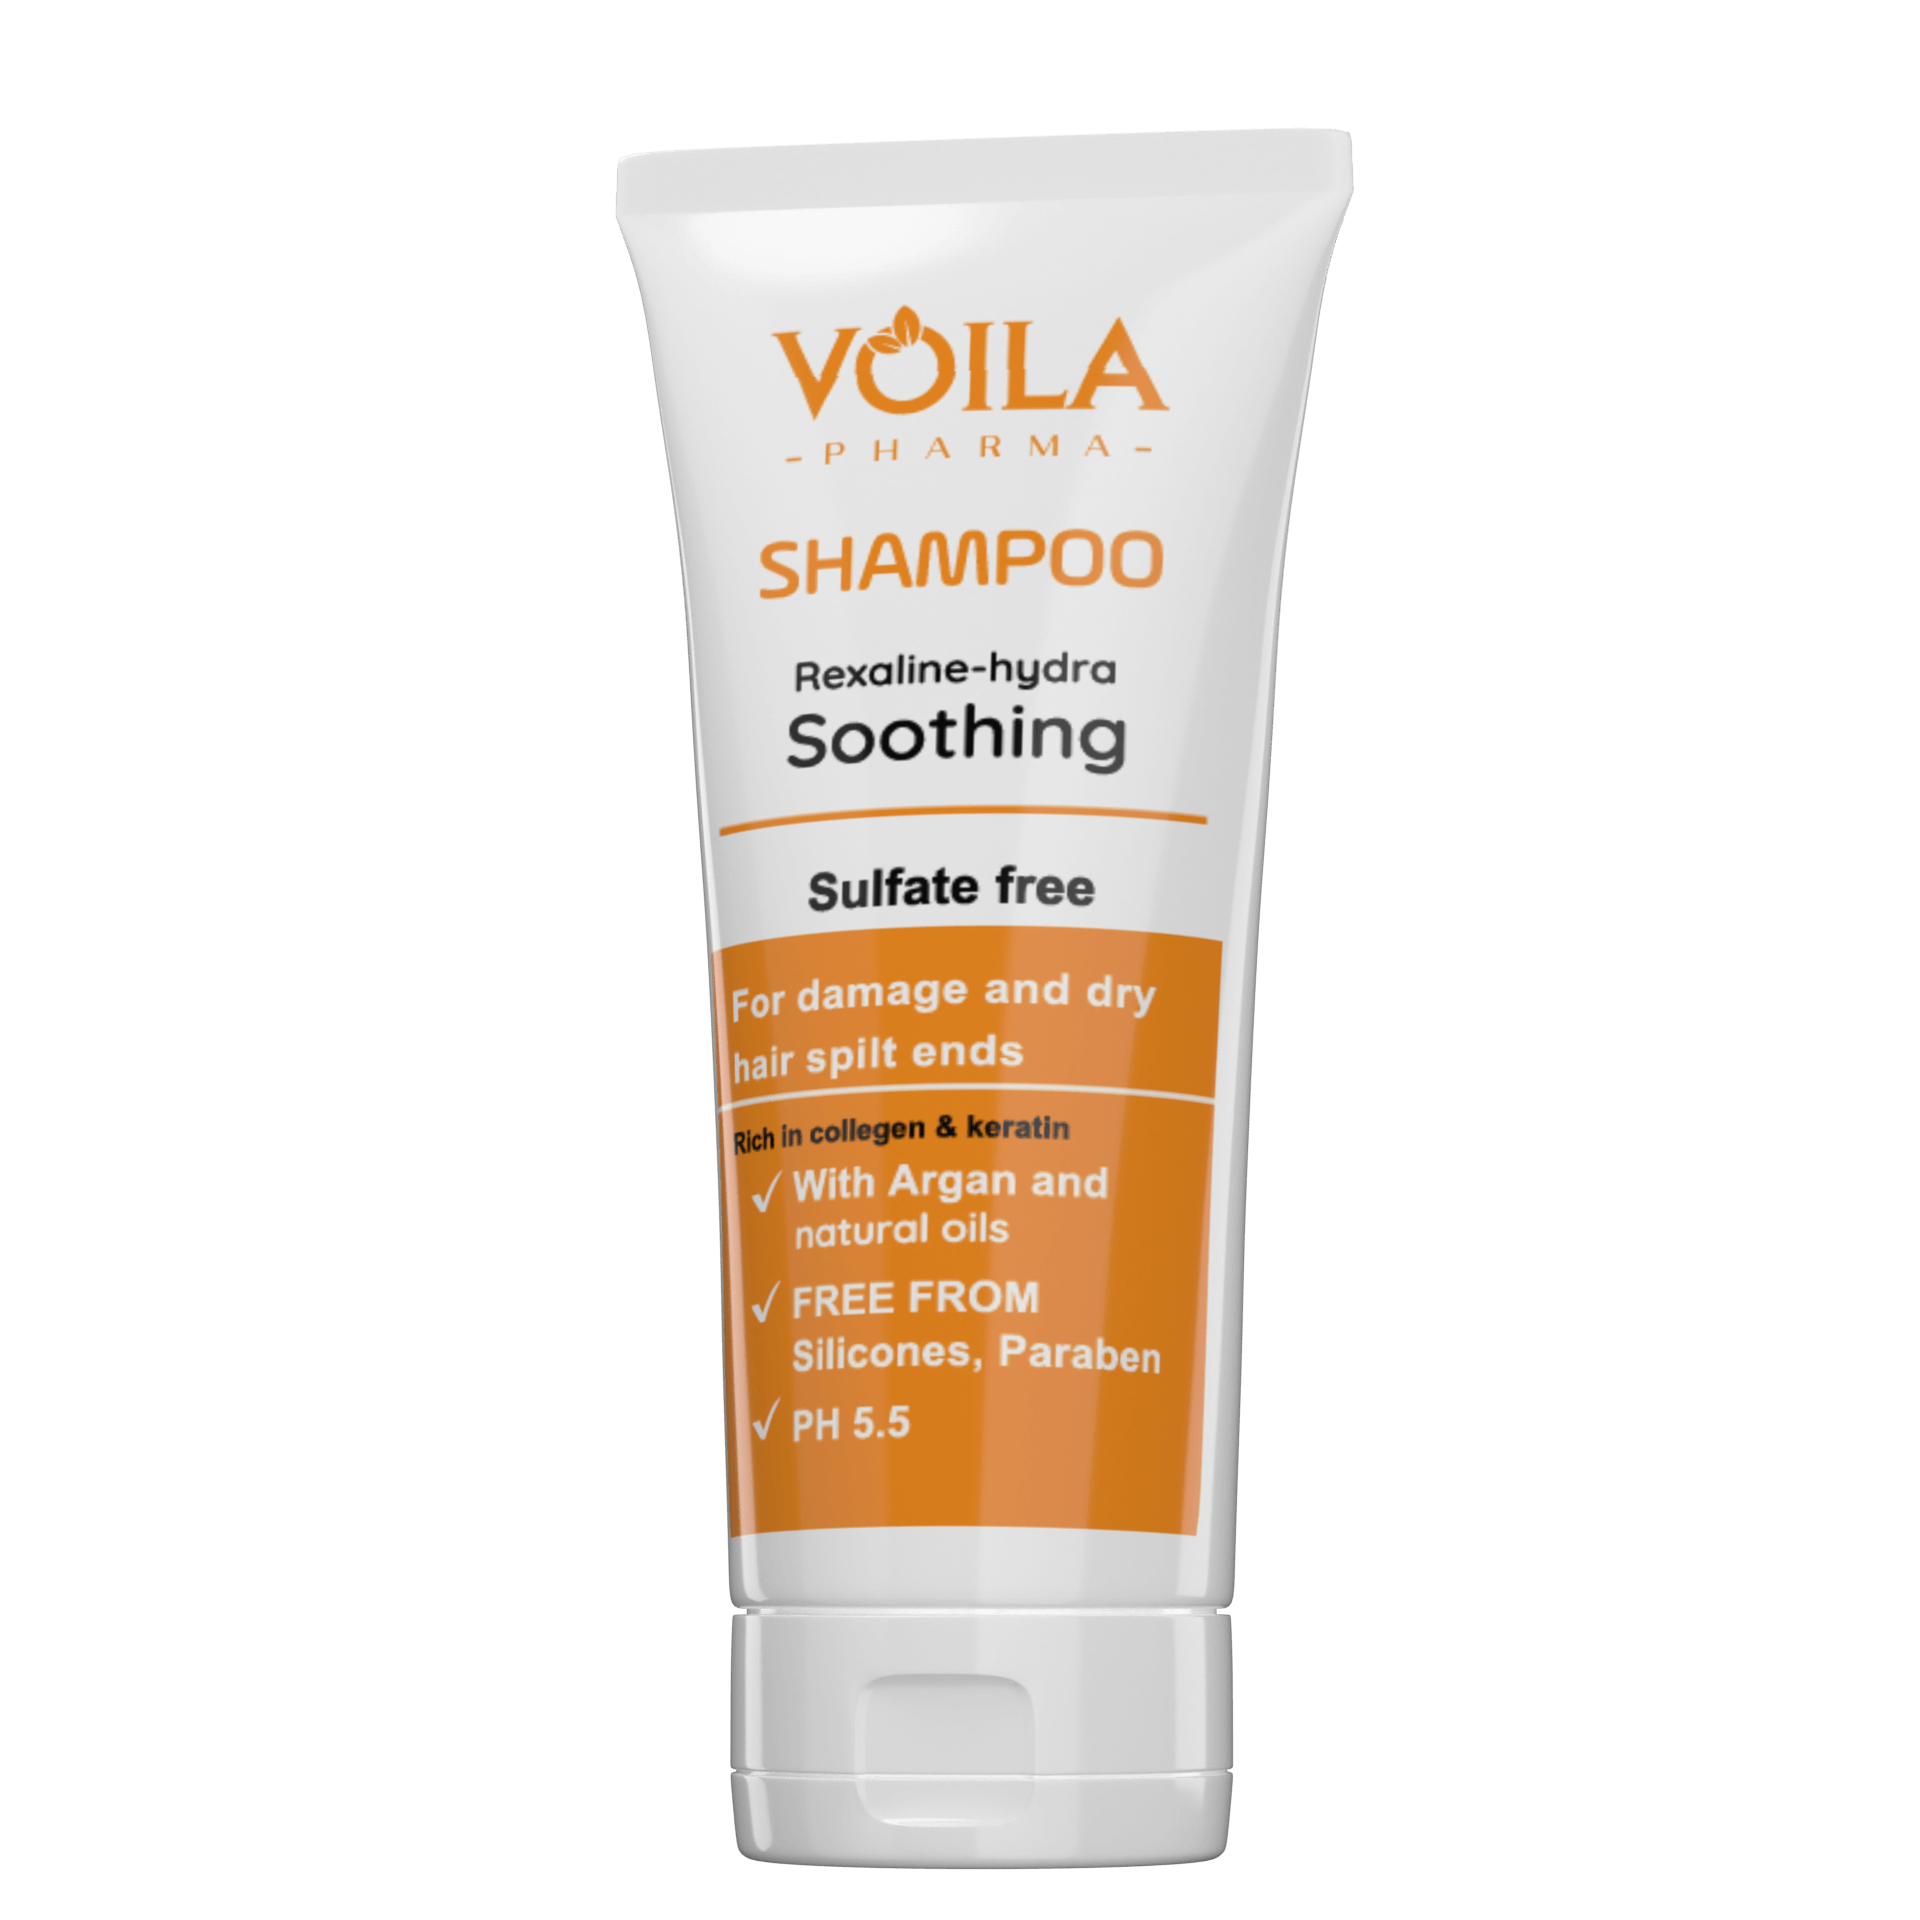 VOILA
- PHARMA -
SHAMPOO
Rexaline-hydra
Soothing
Sulfate free
For damage and dry
hair spilt ends
Rich in collegen & keratin
✓ With Argan and
natural oils
✓ FREE FROM
Silicones, Paraben
✓ PH 5.5